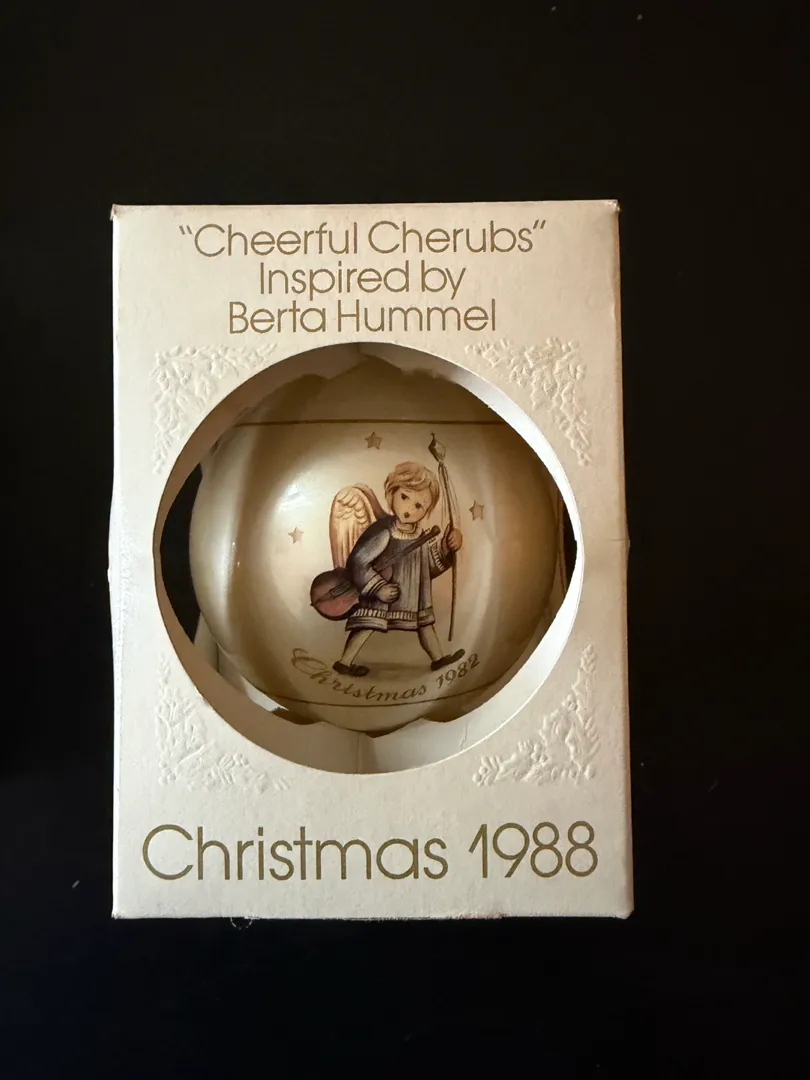 "Cheerful Cherubs"
Inspired by
Berta Hummel
Christmas 1982
Christmas 1988